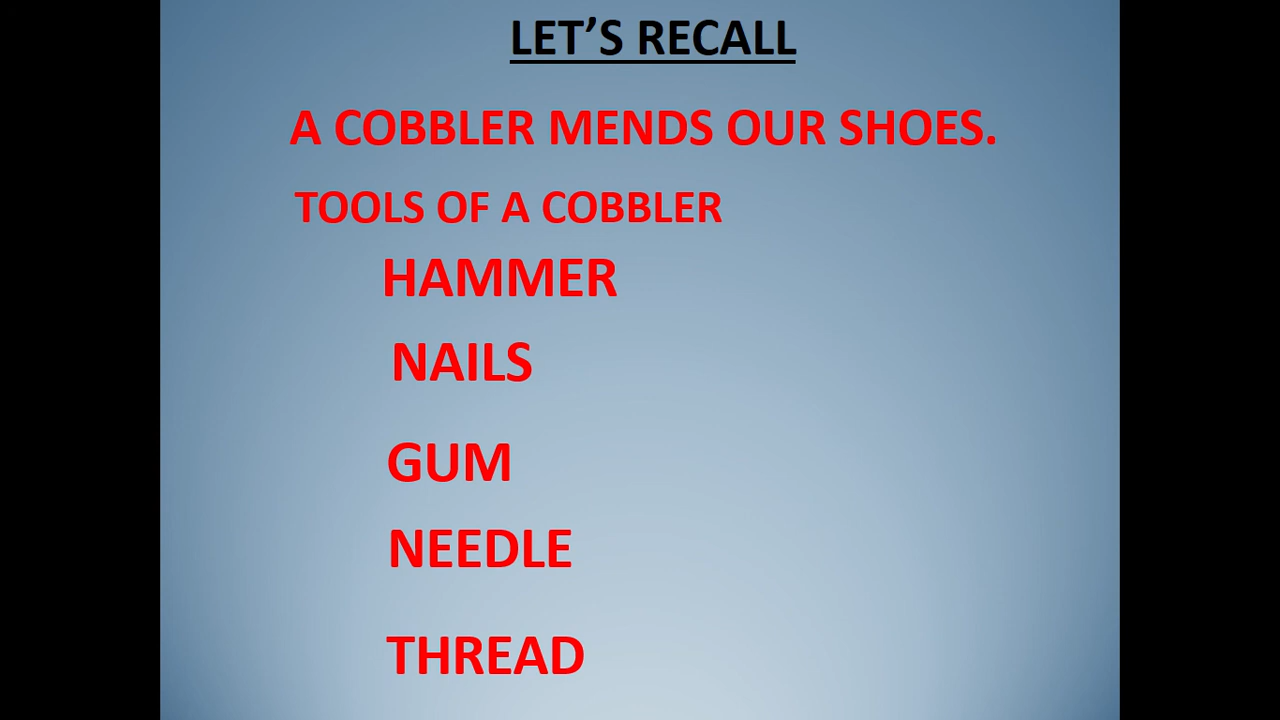 LET’S RECALL
A COBBLER MENDS OUR SHOES.
TOOLS OF A COBBLER
HAMMER
NAILS
GUM
NEEDLE
THREAD